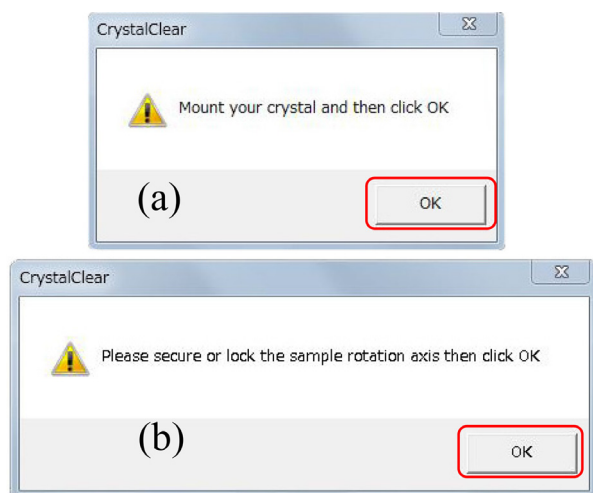 CrystalClear
Mount your crystal and then click OK
(a)
OK
CrystalClear
Please secure or lock the sample rotation axis then click OK
(b)
OK